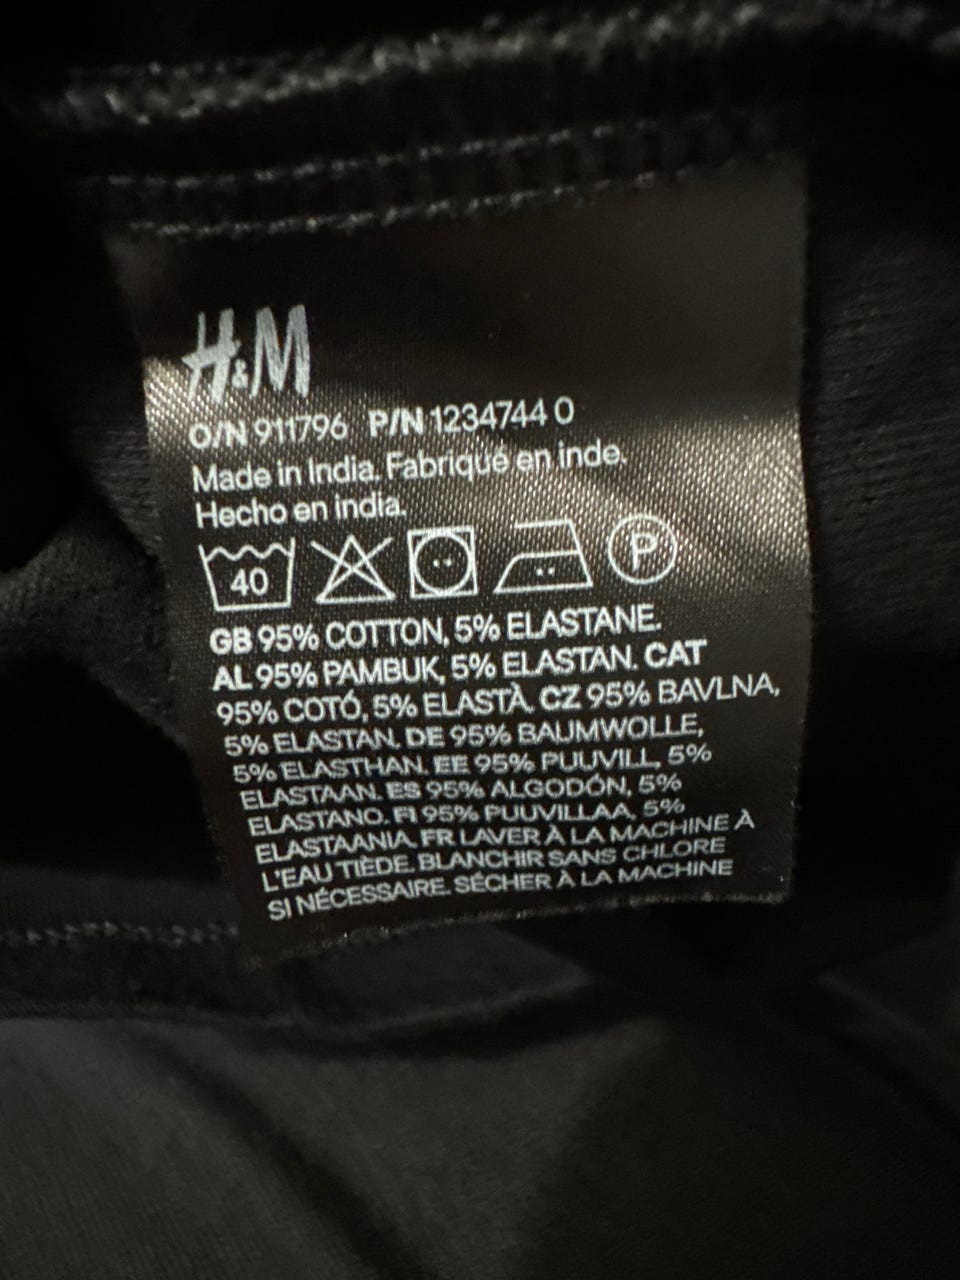 H&M
O/N 911796 P/N 1234744 0
Made in India. Fabriqué en inde.
Hecho en india.
40 P
GB 95% COTTON, 5% ELASTANE.
AL 95% PAMBUK, 5% ELASTAN. CAT
95% COTÓ, 5% ELASTÀ. CZ 95% BAVLNA,
5% ELASTAN. DE 95% BAUMWOLLE,
5% ELASTHAN. EE 95% PUUVILL, 5%
ELASTAAN. ES 95% ALGODÓN, 5%
ELASTANO. FI 95% PUUVILLAA, 5%
ELASTAANIA. FR LAVER À LA MACHINE À
L'EAU TIÈDE. BLANCHIR SANS CHLORE
SI NÉCESSAIRE. SÉCHER À LA MACHINE